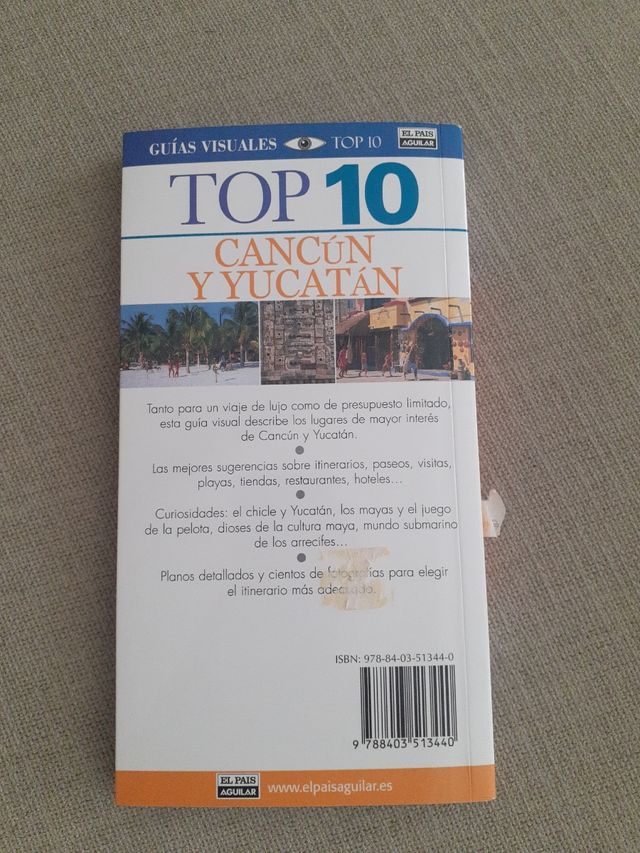 GUÍAS VISUALES TOP 10 EL PAIS AGUILAR
TOP 10
CANCÚN
Y YUCATÁN
Tanto para un viaje de lujo como de presupuesto limitado,
esta guía visual describe los lugares de mayor interés
de Cancún y Yucatán.
Las mejores sugerencias sobre itinerarios, paseos, visitas,
playas, tiendas, restaurantes, hoteles...
Curiosidades: el chicle y Yucatán, los mayas y el juego
de la pelota, dioses de la cultura maya, mundo submarino
de los arrecifes...
Planos detallados y cientos de fotografías para elegir
el itinerario más adecuado.
ISBN: 978-84-03-51344-0
9 788403 513440
EL PAIS
AGUILAR
www.elpaisaguilar.es